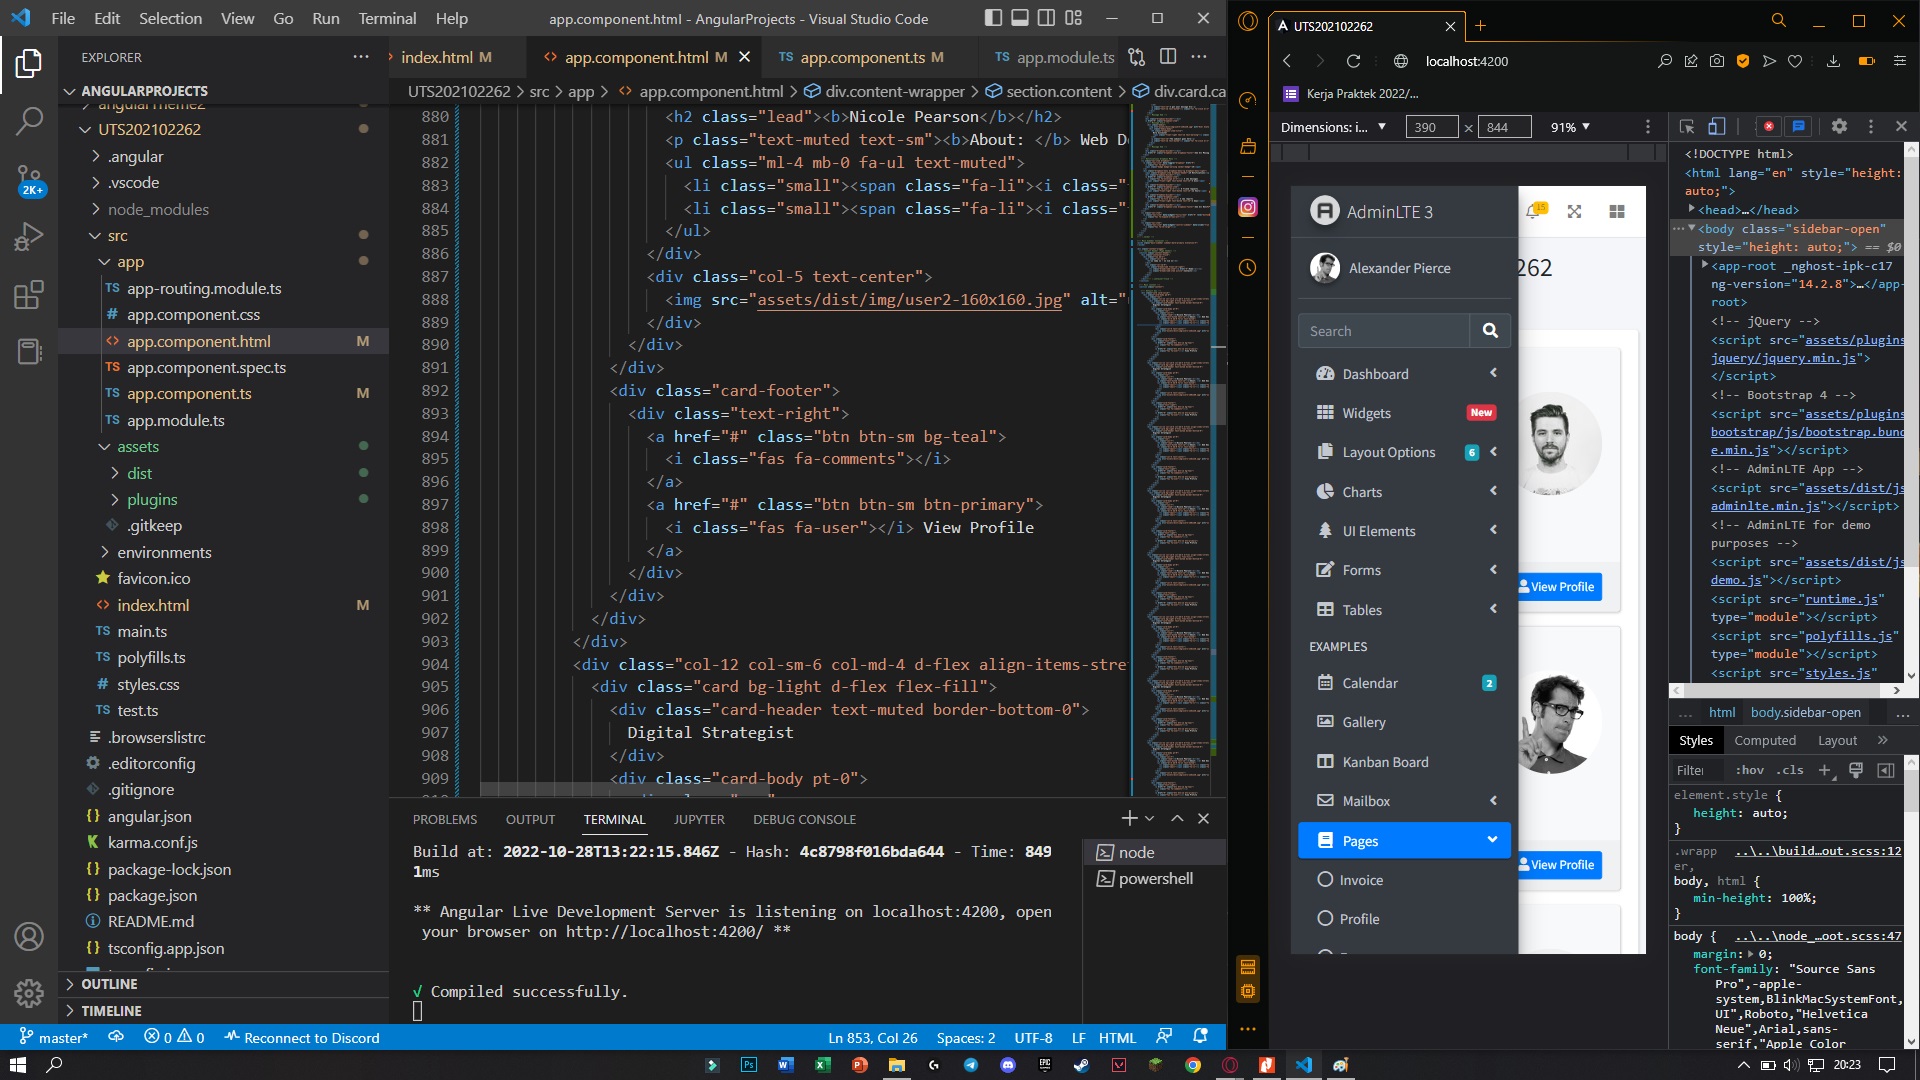 File Edit Selection View Go Run Terminal Help
app.component.html - AngularProjects - Visual Studio Code
EXPLORER
ANGULARPROJECTS
UTS202102262
.angular
.vscode
node_modules
src
app
TS app-routing.module.ts
# app.component.css
<> app.component.html M
TS app.component.spec.ts
TS app.component.ts M
TS app.module.ts
assets
dist
plugins
.gitkeep
environments
favicon.ico
<> index.html M
TS main.ts
TS polyfills.ts
# styles.css
TS test.ts
.browserslistrc
.editorconfig
.gitignore
{} angular.json
karma.conf.js
{} package-lock.json
{} package.json
README.md
{} tsconfig.app.json
OUTLINE
TIMELINE
2K+
index.html M
<> app.component.html M
TS app.component.ts M
TS app.module.ts
UTS202102262 > src > app > <> app.component.html > div.content-wrapper > section.content > div.card.ca
880 <h2 class="lead"><b>Nicole Pearson</b></h2>
881 <p class="text-muted text-sm"><b>About: </b> Web D
882 <ul class="ml-4 mb-0 fa-ul text-muted">
883 <li class="small"><span class="fa-li"><i class="
884 <li class="small"><span class="fa-li"><i class="
885 </ul>
886 </div>
887 <div class="col-5 text-center">
888 <img src="assets/dist/img/user2-160x160.jpg" alt="
889 </div>
890 </div>
891 </div>
892 <div class="card-footer">
893 <div class="text-right">
894 <a href="#" class="btn btn-sm bg-teal">
895 <i class="fas fa-comments"></i>
896 </a>
897 <a href="#" class="btn btn-sm btn-primary">
898 <i class="fas fa-user"></i> View Profile
899 </a>
900 </div>
901 </div>
902 </div>
903 </div>
904 <div class="col-12 col-sm-6 col-md-4 d-flex align-items-stre
905 <div class="card bg-light d-flex flex-fill">
906 <div class="card-header text-muted border-bottom-0">
907 Digital Strategist
908 </div>
909 <div class="card-body pt-0">
PROBLEMS OUTPUT TERMINAL JUPYTER DEBUG CONSOLE
Build at: 2022-10-28T13:22:15.846Z - Hash: 4c8798f016bda644 - Time: 849
1ms
** Angular Live Development Server is listening on localhost:4200, open
your browser on http://localhost:4200/ **
√ Compiled successfully.
node
powershell
master* 0 0 Reconnect to Discord
Ln 853, Col 26 Spaces: 2 UTF-8 LF HTML
UTS202102262
localhost:4200
Kerja Praktek 2022/...
Dimensions: i... 390 × 844 91%
AdminLTE 3
15
262
Alexander Pierce
Search
Dashboard
Widgets New
Layout Options 6
Charts
UI Elements
Forms
Tables
EXAMPLES
Calendar 2
Gallery
Kanban Board
Mailbox
Pages
Invoice
Profile
View Profile
View Profile
<!DOCTYPE html>
<html lang="en" style="height:
auto;">
<head>…</head>
<body class="sidebar-open"
style="height: auto;"> == $0
<app-root _nghost-ipk-c17
ng-version="14.2.8">…</app-
root>
<!-- jQuery -->
<script src="assets/plugins
jquery/jquery.min.js">
</script>
<!-- Bootstrap 4 -->
<script src="assets/plugins
bootstrap/js/bootstrap.bund
e.min.js"></script>
<!-- AdminLTE App -->
<script src="assets/dist/js
adminlte.min.js"></script>
<!-- AdminLTE for demo
purposes -->
<script src="assets/dist/js
demo.js"></script>
<script src="runtime.js"
type="module"></script>
<script src="polyfills.js"
type="module"></script>
<script src="styles.js"
... html body.sidebar-open ...
Styles Computed Layout »
Filter :hov .cls
element.style {
height: auto;
}
.wrapp ..\..\build…out.scss:12
er,
body, html {
min-height: 100%;
}
body { ..\..\node_…oot.scss:47
margin: 0;
font-family: "Source Sans
Pro",-apple-
system,BlinkMacSystemFont,
UI",Roboto,"Helvetica
Neue",Arial,sans-
serif,"Apple Color
20:23